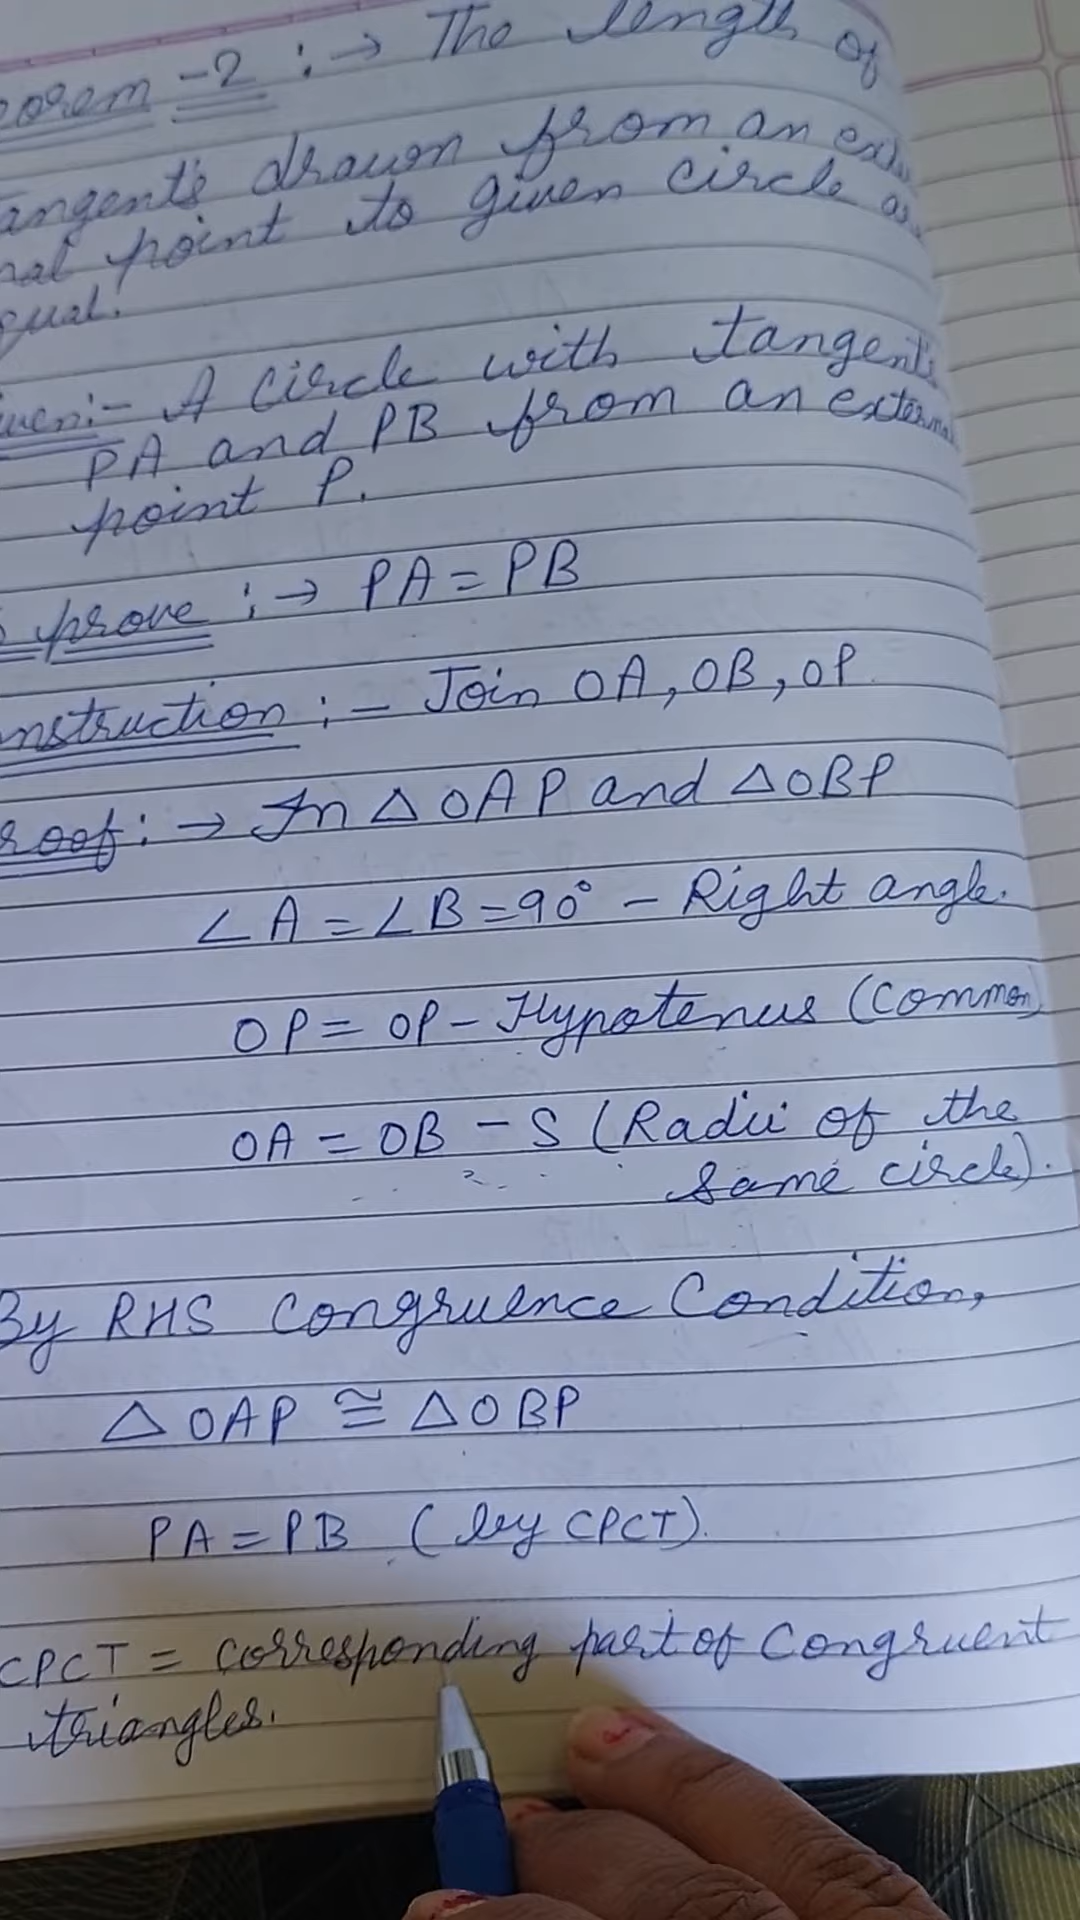 orem -2 :→ The length of
angents drawn from an ex
nal point to given circle a
qual.
iven:- A circle with tangents
PA and PB from an external
point P.
o prove :→ PA = PB
nstruction :- Join OA, OB, OP.
roof :→ In △ OAP and △OBP
∠A = ∠B = 90° - Right angle.
OP = OP - Hypotenus (Common)
OA = OB - S (Radii of the
same circle).
By RHS Congruence Condition,
△ OAP ≅ △OBP
PA = PB (by CPCT).
CPCT = corresponding part of Congruent
triangles.